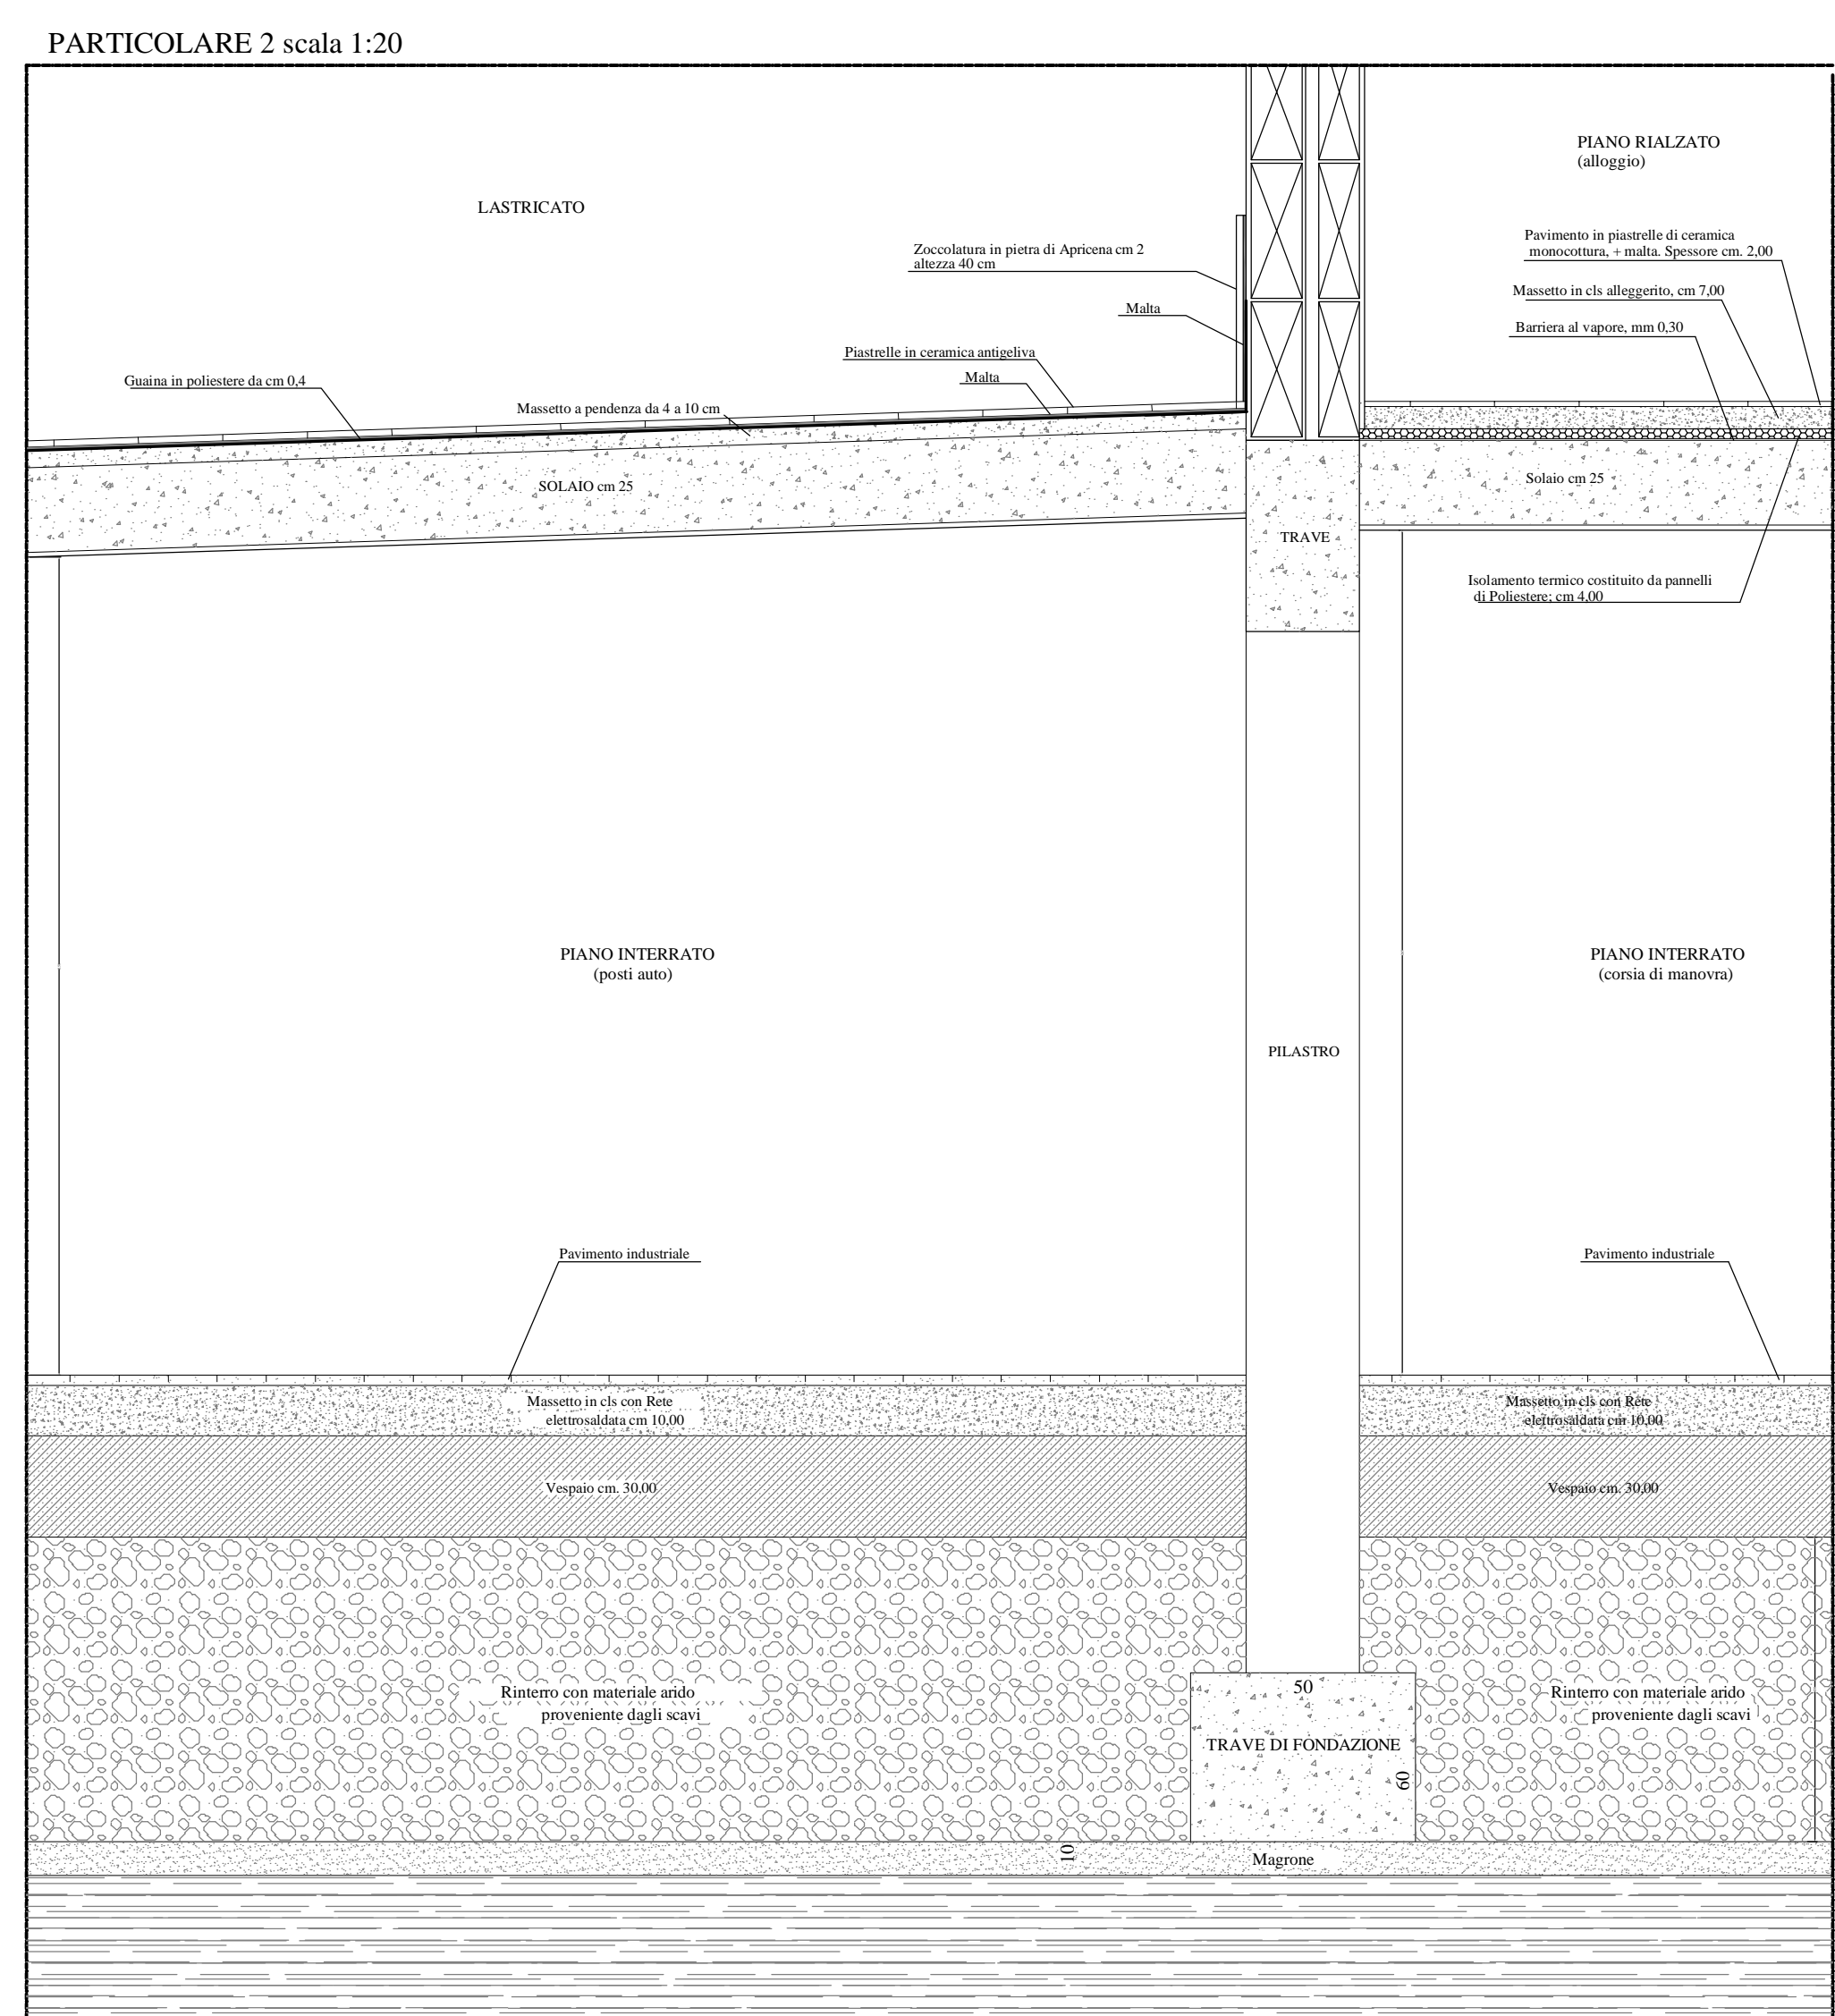 PARTICOLARE 2 scala 1:20
PIANO RIALZATO
(alloggio)
LASTRICATO
Zoccolatura in pietra di Apricena cm 2
altezza 40 cm
Pavimento in piastrelle di ceramica
monocottura, + malta. Spessore cm. 2,00
Massetto in cls alleggerito, cm 7,00
Malta
Barriera al vapore, mm 0,30
Piastrelle in ceramica antigeliva
Malta
Guaina in poliestere da cm 0,4
Massetto a pendenza da 4 a 10 cm
SOLAIO cm 25
Solaio cm 25
TRAVE
Isolamento termico costituito da pannelli
di Poliestere; cm 4,00
PIANO INTERRATO
(posti auto)
PIANO INTERRATO
(corsia di manovra)
PILASTRO
Pavimento industriale
Pavimento industriale
Massetto in cls con Rete
elettrosaldata cm 10,00
Massetto in cls con Rete
elettrosaldata cm 10,00
Vespaio cm. 30,00
Vespaio cm. 30,00
Rinterro con materiale arido
proveniente dagli scavi
50
TRAVE DI FONDAZIONE
60
Rinterro con materiale arido
proveniente dagli scavi
10
Magrone